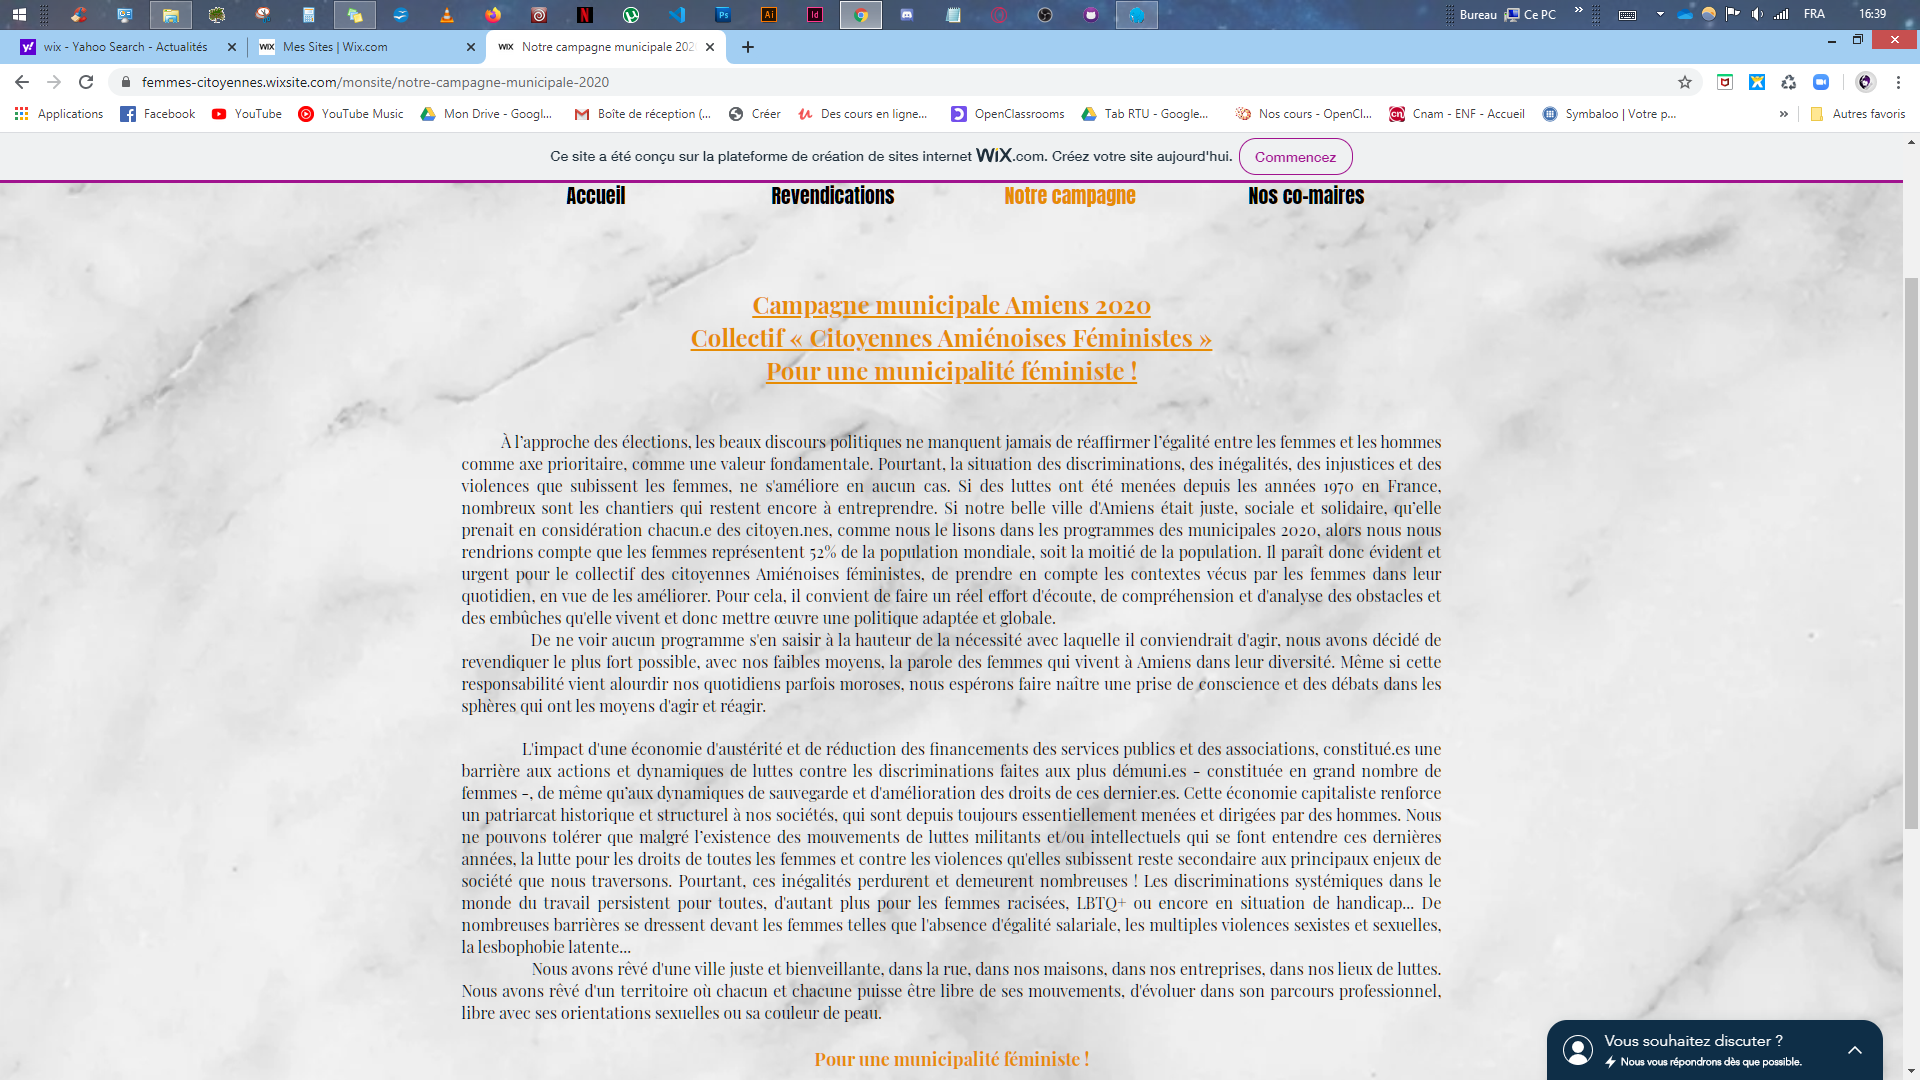 Bureau
Ce PC
»
FRA
16:39
wix - Yahoo Search - Actualités
WIX Mes Sites | Wix.com
WIX Notre campagne municipale 202
femmes-citoyennes.wixsite.com/monsite/notre-campagne-municipale-2020
Applications
Facebook
YouTube
YouTube Music
Mon Drive - Googl...
Boîte de réception (...
Créer
Des cours en ligne...
OpenClassrooms
Tab RTU - Google...
Nos cours - OpenCl...
Cnam - ENF - Accueil
Symbaloo | Votre p...
»
Autres favoris
Ce site a été conçu sur la plateforme de création de sites internet WIX.com. Créez votre site aujourd'hui. Commencez
Accueil
Revendications
Notre campagne
Nos co-maires
Campagne municipale Amiens 2020
Collectif « Citoyennes Amiénoises Féministes »
Pour une municipalité féministe !
À l’approche des élections, les beaux discours politiques ne manquent jamais de réaffirmer l’égalité entre les femmes et les hommes
comme axe prioritaire, comme une valeur fondamentale. Pourtant, la situation des discriminations, des inégalités, des injustices et des
violences que subissent les femmes, ne s'améliore en aucun cas. Si des luttes ont été menées depuis les années 1970 en France,
nombreux sont les chantiers qui restent encore à entreprendre. Si notre belle ville d'Amiens était juste, sociale et solidaire, qu’elle
prenait en considération chacun.e des citoyen.nes, comme nous le lisons dans les programmes des municipales 2020, alors nous nous
rendrions compte que les femmes représentent 52% de la population mondiale, soit la moitié de la population. Il paraît donc évident et
urgent pour le collectif des citoyennes Amiénoises féministes, de prendre en compte les contextes vécus par les femmes dans leur
quotidien, en vue de les améliorer. Pour cela, il convient de faire un réel effort d'écoute, de compréhension et d'analyse des obstacles et
des embûches qu'elle vivent et donc mettre œuvre une politique adaptée et globale.
De ne voir aucun programme s'en saisir à la hauteur de la nécessité avec laquelle il conviendrait d'agir, nous avons décidé de
revendiquer le plus fort possible, avec nos faibles moyens, la parole des femmes qui vivent à Amiens dans leur diversité. Même si cette
responsabilité vient alourdir nos quotidiens parfois moroses, nous espérons faire naître une prise de conscience et des débats dans les
sphères qui ont les moyens d'agir et réagir.
L'impact d'une économie d'austérité et de réduction des financements des services publics et des associations, constitué.es une
barrière aux actions et dynamiques de luttes contre les discriminations faites aux plus démuni.es - constituée en grand nombre de
femmes -, de même qu’aux dynamiques de sauvegarde et d'amélioration des droits de ces dernier.es. Cette économie capitaliste renforce
un patriarcat historique et structurel à nos sociétés, qui sont depuis toujours essentiellement menées et dirigées par des hommes. Nous
ne pouvons tolérer que malgré l’existence des mouvements de luttes militants et/ou intellectuels qui se font entendre ces dernières
années, la lutte pour les droits de toutes les femmes et contre les violences qu'elles subissent reste secondaire aux principaux enjeux de
société que nous traversons. Pourtant, ces inégalités perdurent et demeurent nombreuses ! Les discriminations systémiques dans le
monde du travail persistent pour toutes, d'autant plus pour les femmes racisées, LBTQ+ ou encore en situation de handicap... De
nombreuses barrières se dressent devant les femmes telles que l'absence d'égalité salariale, les multiples violences sexistes et sexuelles,
la lesbophobie latente...
Nous avons rêvé d'une ville juste et bienveillante, dans la rue, dans nos maisons, dans nos entreprises, dans nos lieux de luttes.
Nous avons rêvé d'un territoire où chacun et chacune puisse être libre de ses mouvements, d'évoluer dans son parcours professionnel,
libre avec ses orientations sexuelles ou sa couleur de peau.
Pour une municipalité féministe !
Vous souhaitez discuter ?
Nous vous répondrons dès que possible.